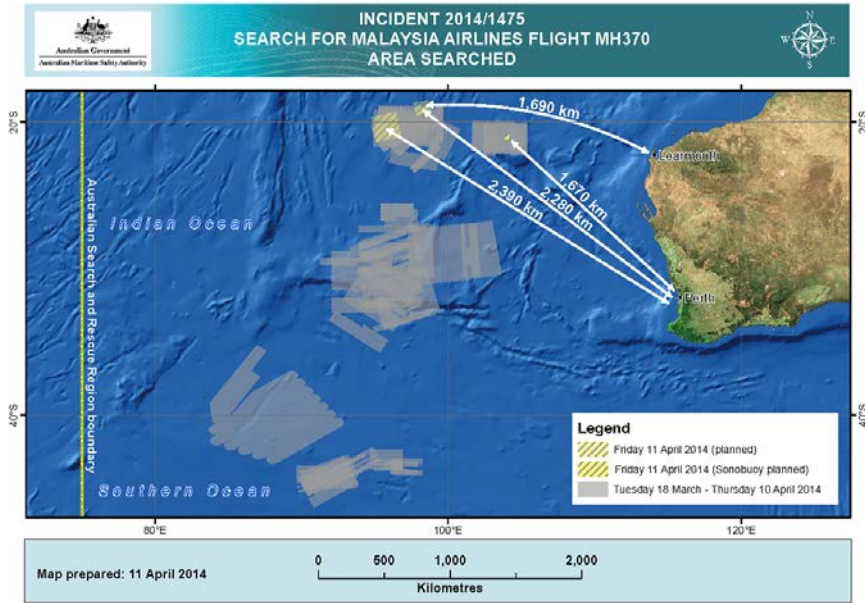 INCIDENT 2014/1475
SEARCH FOR MALAYSIA AIRLINES FLIGHT MH370
AREA SEARCHED
Australian Government
Australian Maritime Safety Authority
N
W
E
S
20°S
20°S
1,690 km
Learmonth
1,670 km
2,280 km
2,390 km
Indian Ocean
Australian Search and Rescue Region boundary
Perth
40°S
40°S
Southern Ocean
Legend
Friday 11 April 2014 (planned)
Friday 11 April 2014 (Sonobuoy planned)
Tuesday 18 March - Thursday 10 April 2014
80°E
100°E
120°E
Map prepared: 11 April 2014
0 500 1,000 2,000
Kilometres